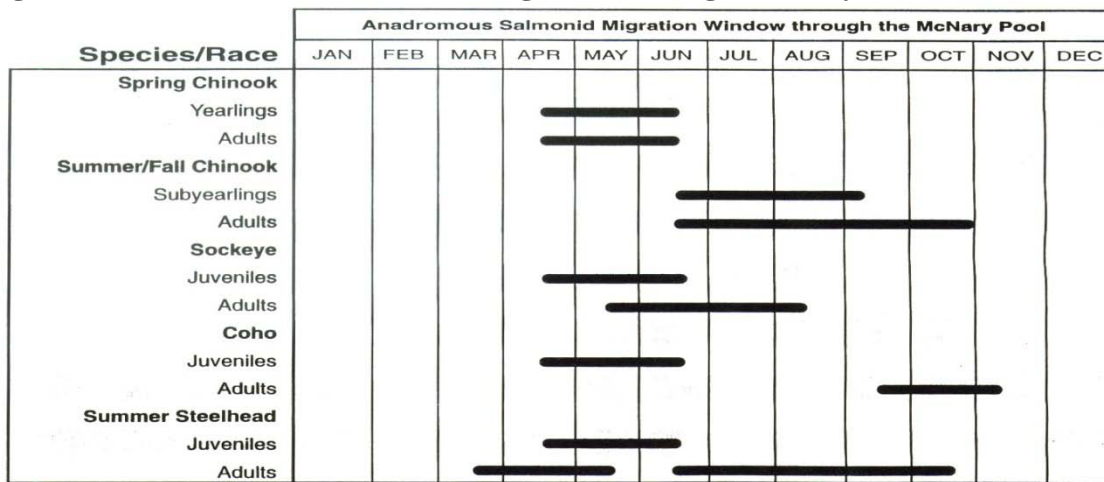 Anadromous Salmonid Migration Window through the McNary Pool
Species/Race JAN FEB MAR APR MAY JUN JUL AUG SEP OCT NOV DEC
Spring Chinook
Yearlings
Adults
Summer/Fall Chinook
Subyearlings
Adults
Sockeye
Juveniles
Adults
Coho
Juveniles
Adults
Summer Steelhead
Juveniles
Adults